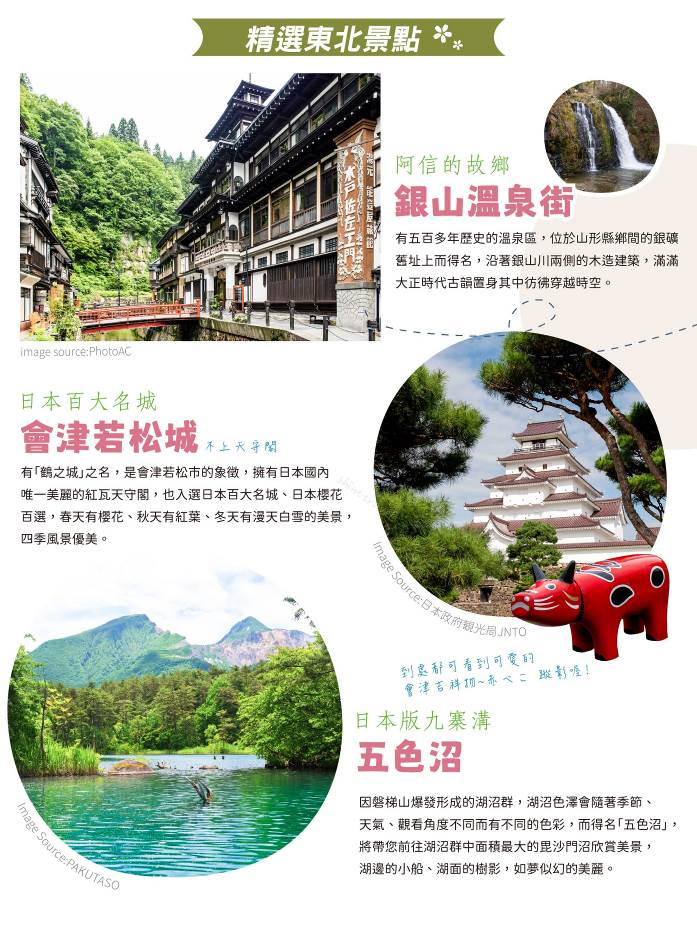 精選東北景點
木戸佐左エ門
阿信的故鄉
銀山溫泉街
有五百多年歷史的溫泉區，位於山形縣鄉間的銀礦
舊址上而得名，沿著銀山川兩側的木造建築，滿滿
大正時代古韻置身其中彷彿穿越時空。
image source:PhotoAC
日本百大名城
會津若松城 不上天守閣
有「鶴之城」之名，是會津若松市的象徵，擁有日本國內
唯一美麗的紅瓦天守閣，也入選日本百大名城、日本櫻花
百選，春天有櫻花、秋天有紅葉、冬天有漫天白雪的美景，
四季風景優美。
Image Source:日本政府観光局JNTO
到處都可看到可愛的
會津吉祥物~赤べこ 蹤影喔!
日本版九寨溝
五色沼
因磐梯山爆發形成的湖沼群，湖沼色澤會隨著季節、
天氣、觀看角度不同而有不同的色彩，而得名「五色沼」，
將帶您前往湖沼群中面積最大的毘沙門沼欣賞美景，
湖邊的小船、湖面的樹影，如夢似幻的美麗。
Image Source:PAKUTASO